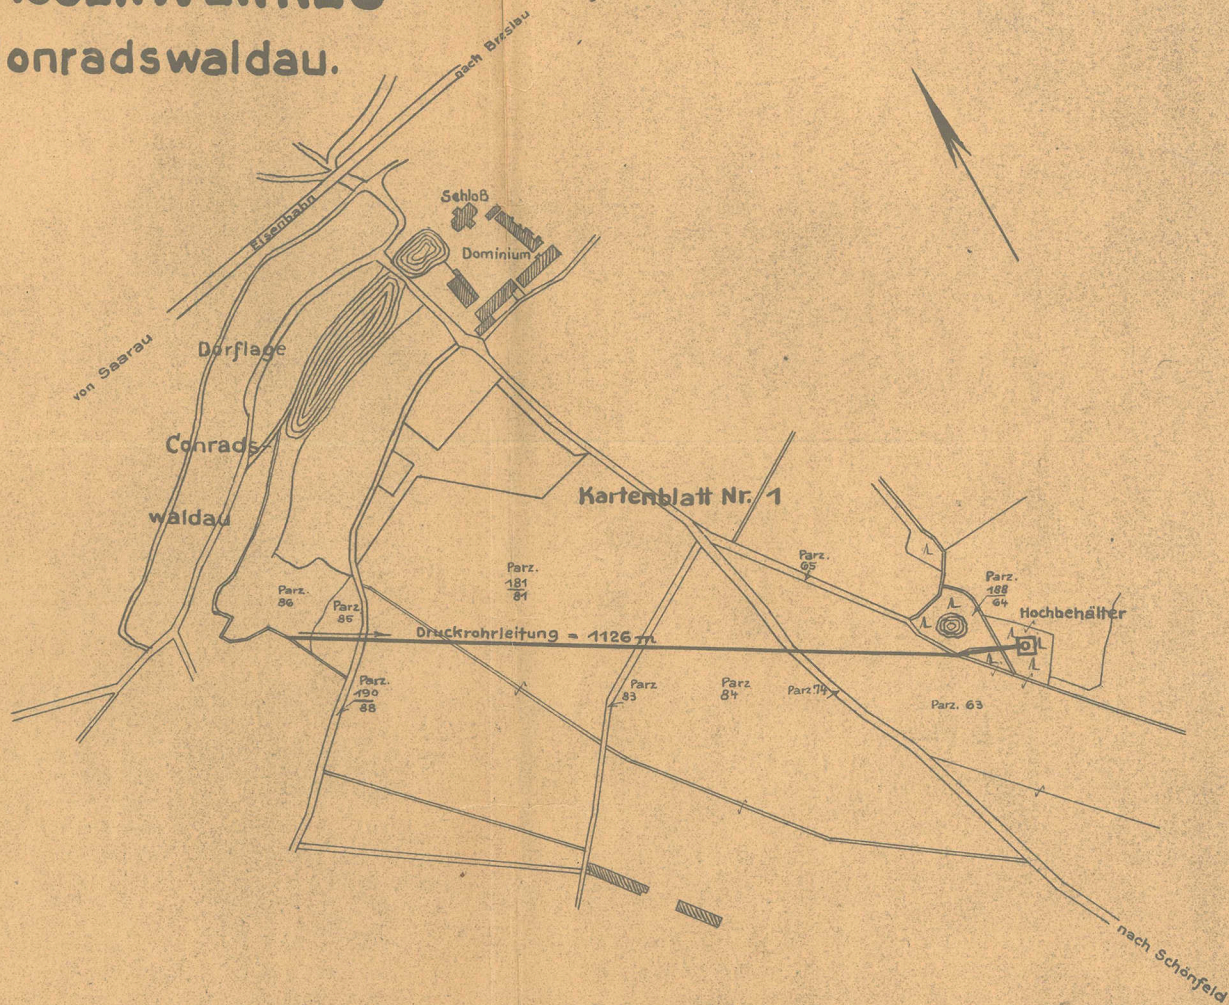 onradswaldau.
nach Breslau
Eisenbahn
von Saarau
Schloß
Dominium
Dorflage
Conrads-
waldau
Kartenblatt Nr. 1
Parz.
65
Parz.
181
81
Parz.
188
64
Hochbehälter
Parz.
86
Parz.
85
Druckrohrleitung = 1126 m
Parz.
190
88
Parz
83
Parz
84
Parz 74
Parz. 63
nach Schönfeld